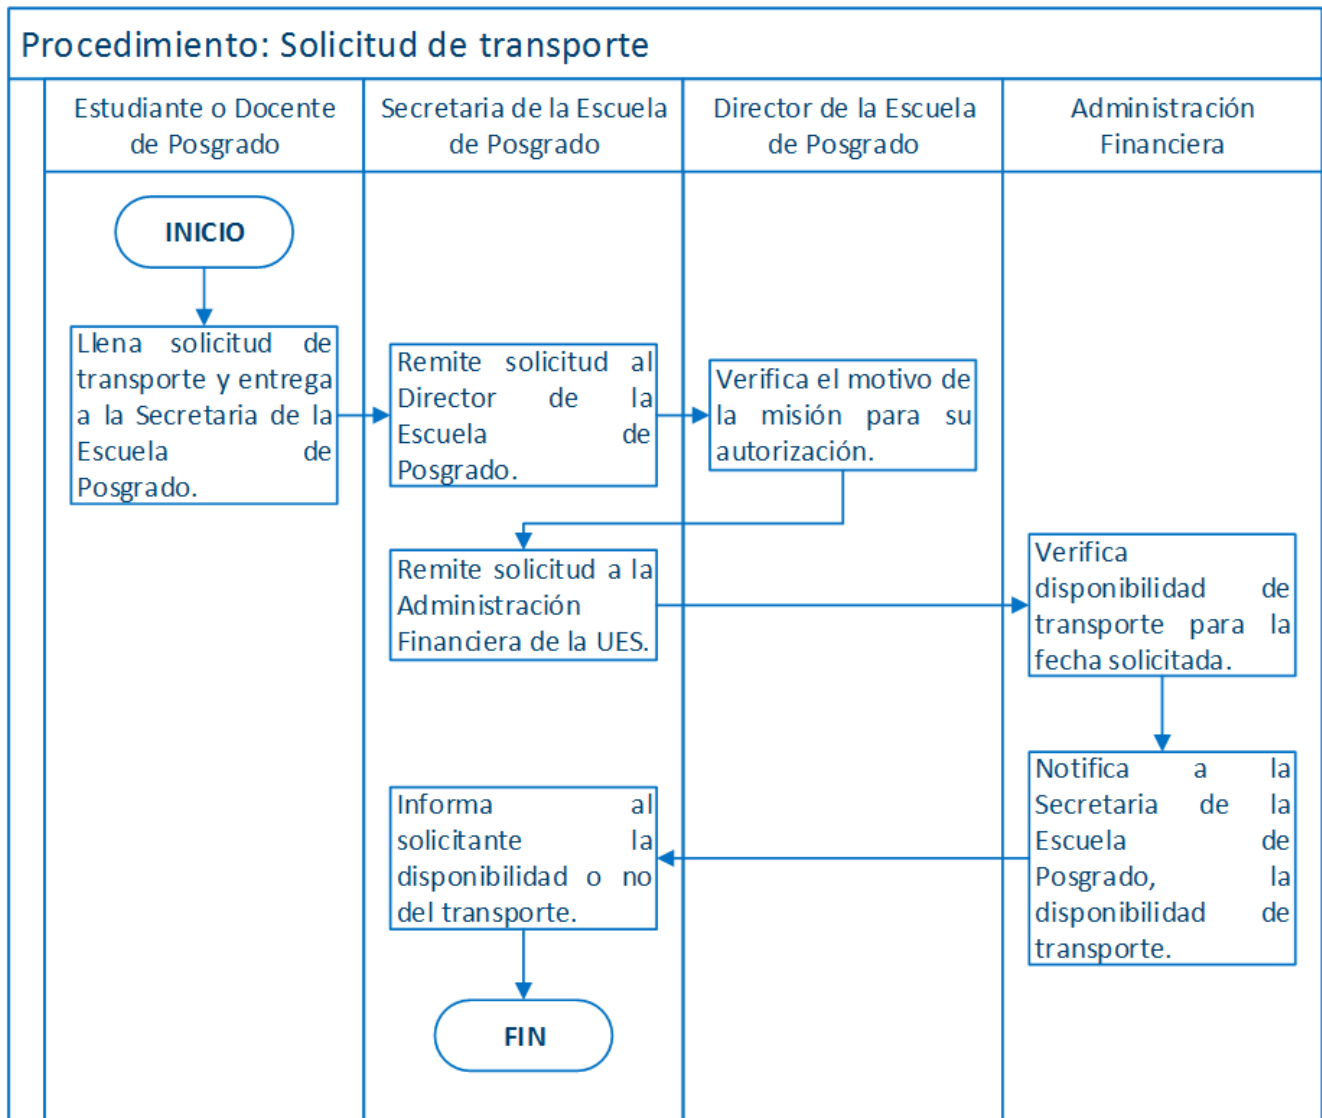 Procedimiento: Solicitud de transporte
Estudiante o Docente
de Posgrado
Secretaria de la Escuela
de Posgrado
Director de la Escuela
de Posgrado
Administración
Financiera
INICIO
Llena solicitud de
transporte y entrega
a la Secretaria de la
Escuela de
Posgrado.
Remite solicitud al
Director de la
Escuela de
Posgrado.
Verifica el motivo de
la misión para su
autorización.
Remite solicitud a la
Administración
Financiera de la UES.
Verifica
disponibilidad de
transporte para la
fecha solicitada.
Notifica a la
Secretaria de la
Escuela de
Posgrado, la
disponibilidad de
transporte.
Informa al
solicitante la
disponibilidad o no
del transporte.
FIN